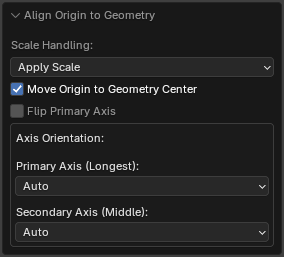 Align Origin to Geometry
Scale Handling:
Apply Scale
Move Origin to Geometry Center
Flip Primary Axis
Axis Orientation:
Primary Axis (Longest):
Auto
Secondary Axis (Middle):
Auto